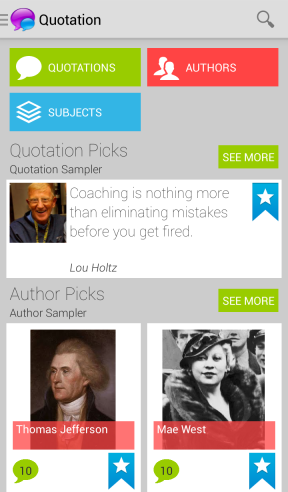 Quotation
QUOTATIONS
AUTHORS
SUBJECTS
Quotation Picks
Quotation Sampler
SEE MORE
Coaching is nothing more
than eliminating mistakes
before you get fired.
Lou Holtz
Author Picks
Author Sampler
SEE MORE
Thomas Jefferson
Mae West
10
10